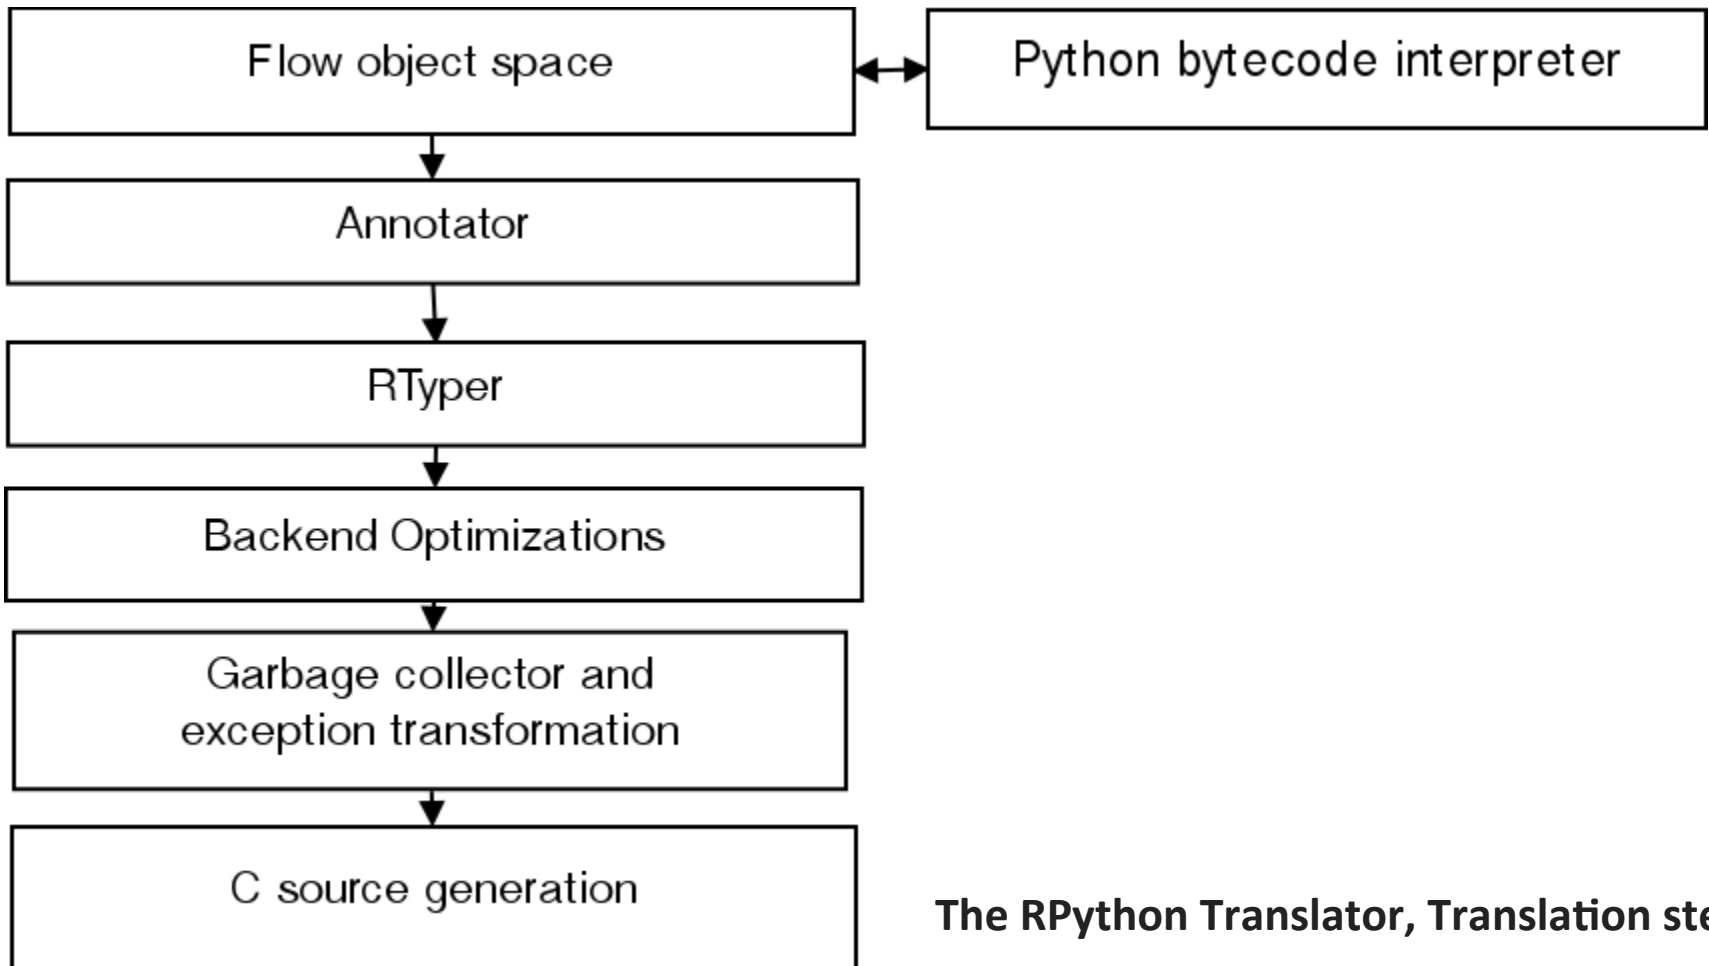 Flow object space
Python bytecode interpreter
Annotator
RTyper
Backend Optimizations
Garbage collector and
exception transformation
C source generation
The RPython Translator, Translation